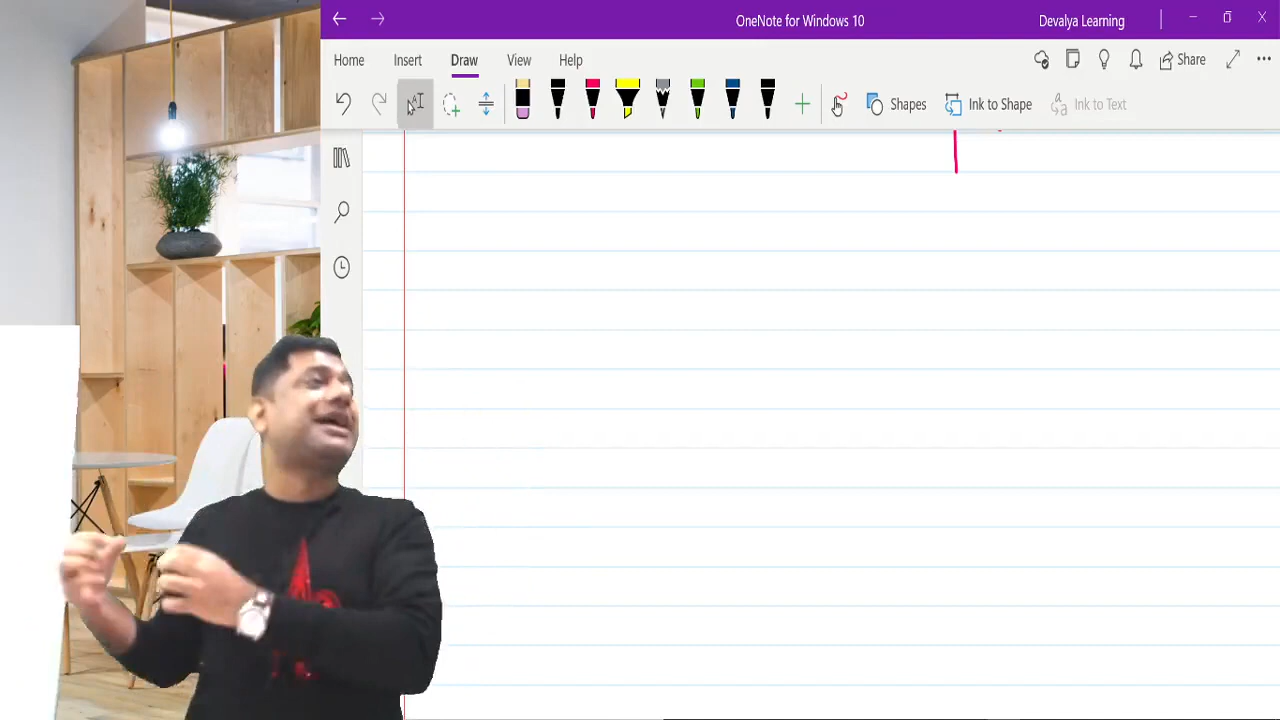 OneNote for Windows 10
Devalya Learning
Home Insert Draw View Help
Share
Shapes
Ink to Shape
Ink to Text